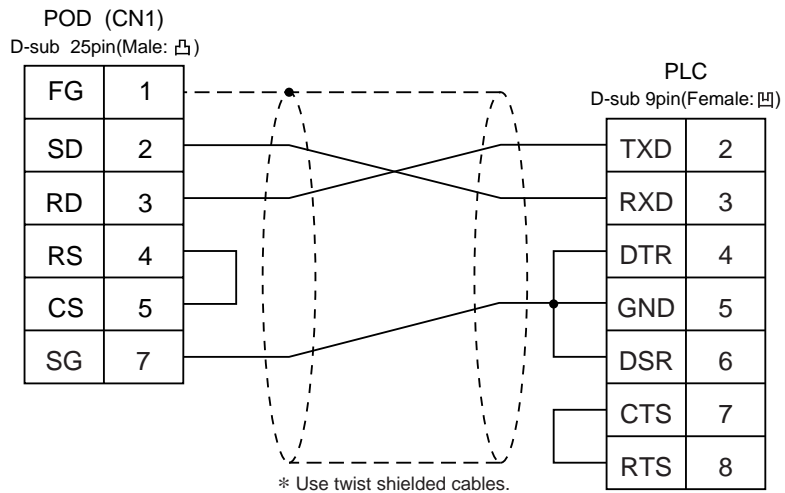 POD (CN1)
D-sub 25pin(Male: 凸)
FG 1
SD 2
RD 3
RS 4
CS 5
SG 7
PLC
D-sub 9pin(Female: 凹)
TXD 2
RXD 3
DTR 4
GND 5
DSR 6
CTS 7
RTS 8
* Use twist shielded cables.